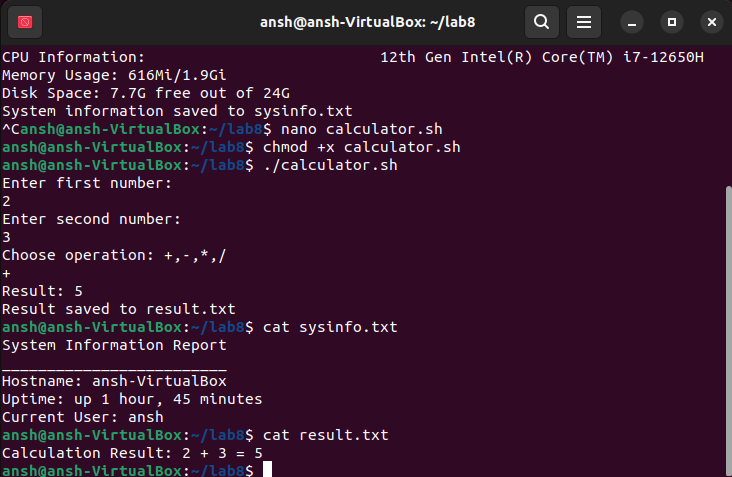 ansh@ansh-VirtualBox: ~/lab8
CPU Information:                          12th Gen Intel(R) Core(TM) i7-12650H
Memory Usage: 616Mi/1.9Gi
Disk Space: 7.7G free out of 24G
System information saved to sysinfo.txt
^Cansh@ansh-VirtualBox:~/lab8$ nano calculator.sh
ansh@ansh-VirtualBox:~/lab8$ chmod +x calculator.sh
ansh@ansh-VirtualBox:~/lab8$ ./calculator.sh
Enter first number:
2
Enter second number:
3
Choose operation: +,-,*,/
+
Result: 5
Result saved to result.txt
ansh@ansh-VirtualBox:~/lab8$ cat sysinfo.txt
System Information Report
_________________________
Hostname: ansh-VirtualBox
Uptime: up 1 hour, 45 minutes
Current User: ansh
ansh@ansh-VirtualBox:~/lab8$ cat result.txt
Calculation Result: 2 + 3 = 5
ansh@ansh-VirtualBox:~/lab8$